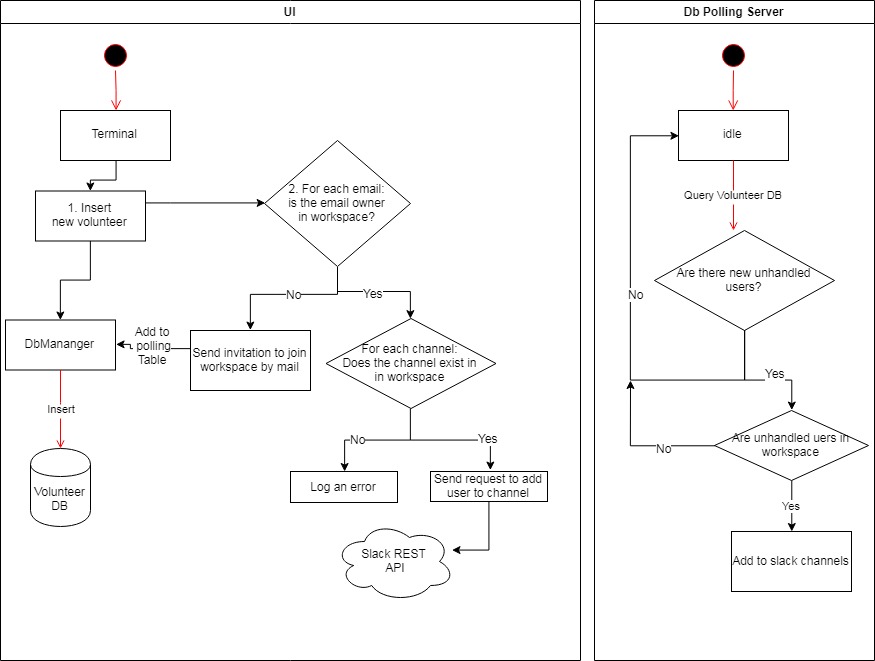 UI
Terminal
1. Insert
new volunteer
2. For each email:
is the email owner
in workspace?
No
Yes
DbMananger
Add to
polling
Table
Send invitation to join
workspace by mail
For each channel:
Does the channel exist in
in workspace
Insert
Volunteer
DB
No
Yes
Log an error
Send request to add
user to channel
Slack REST
API
Db Polling Server
idle
Query Volunteer DB
Are there new unhandled
users?
No
Yes
Are unhandled uers in
workspace
No
Yes
Add to slack channels